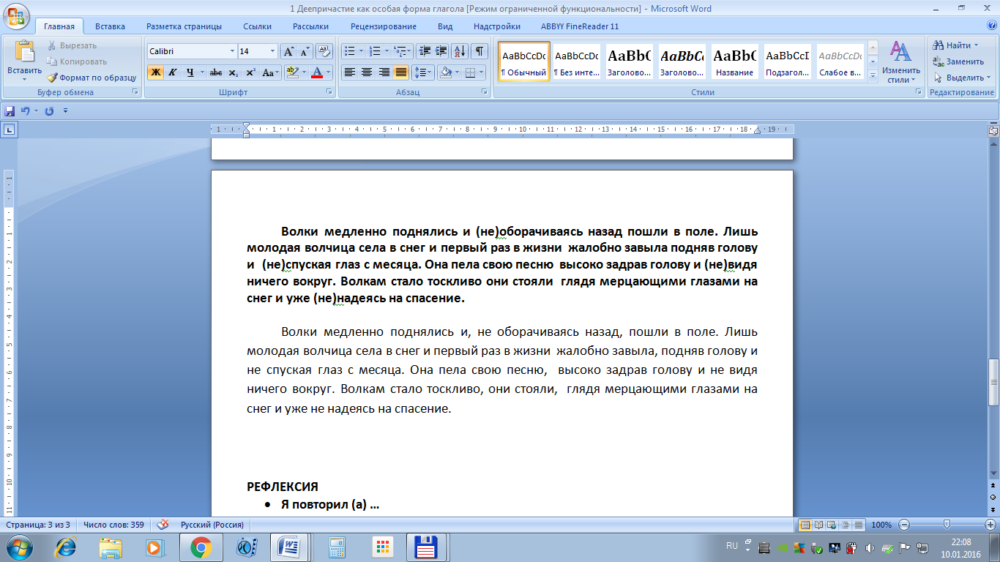 1 Деепричастие как особая форма глагола [Режим ограниченной функциональности] - Microsoft Word
Главная Вставка Разметка страницы Ссылки Рассылки Рецензирование Вид Надстройки ABBYY FineReader 11
Вставить
Вырезать
Копировать
Формат по образцу
Буфер обмена
Calibri 14
Ж К Ч abc x₂ x² Aa
Шрифт
Абзац
AaBbCcDc AaBbCcDc AaBbC AaBbCc AaBbC AaBbCcI AaBbCcDc
¶ Обычный ¶ Без инте... Заголово... Заголово... Название Подзагол... Слабое в...
Изменить стили
Стили
Найти
Заменить
Выделить
Редактирование
1 1 2 3 4 5 6 7 8 9 10 11 12 13 14 15 16 17 18 19
Волки медленно поднялись и (не)оборачиваясь назад пошли в поле. Лишь
молодая волчица села в снег и первый раз в жизни жалобно завыла подняв голову
и (не)спуская глаз с месяца. Она пела свою песню высоко задрав голову и (не)видя
ничего вокруг. Волкам стало тоскливо они стояли глядя мерцающими глазами на
снег и уже (не)надеясь на спасение.
Волки медленно поднялись и, не оборачиваясь назад, пошли в поле. Лишь
молодая волчица села в снег и первый раз в жизни жалобно завыла, подняв голову и
не спуская глаз с месяца. Она пела свою песню, высоко задрав голову и не видя
ничего вокруг. Волкам стало тоскливо, они стояли, глядя мерцающими глазами на
снег и уже не надеясь на спасение.
РЕФЛЕКСИЯ
• Я повторил (а) ...
Страница: 3 из 3 Число слов: 359 Русский (Россия) 100%
RU 22:08
10.01.2016